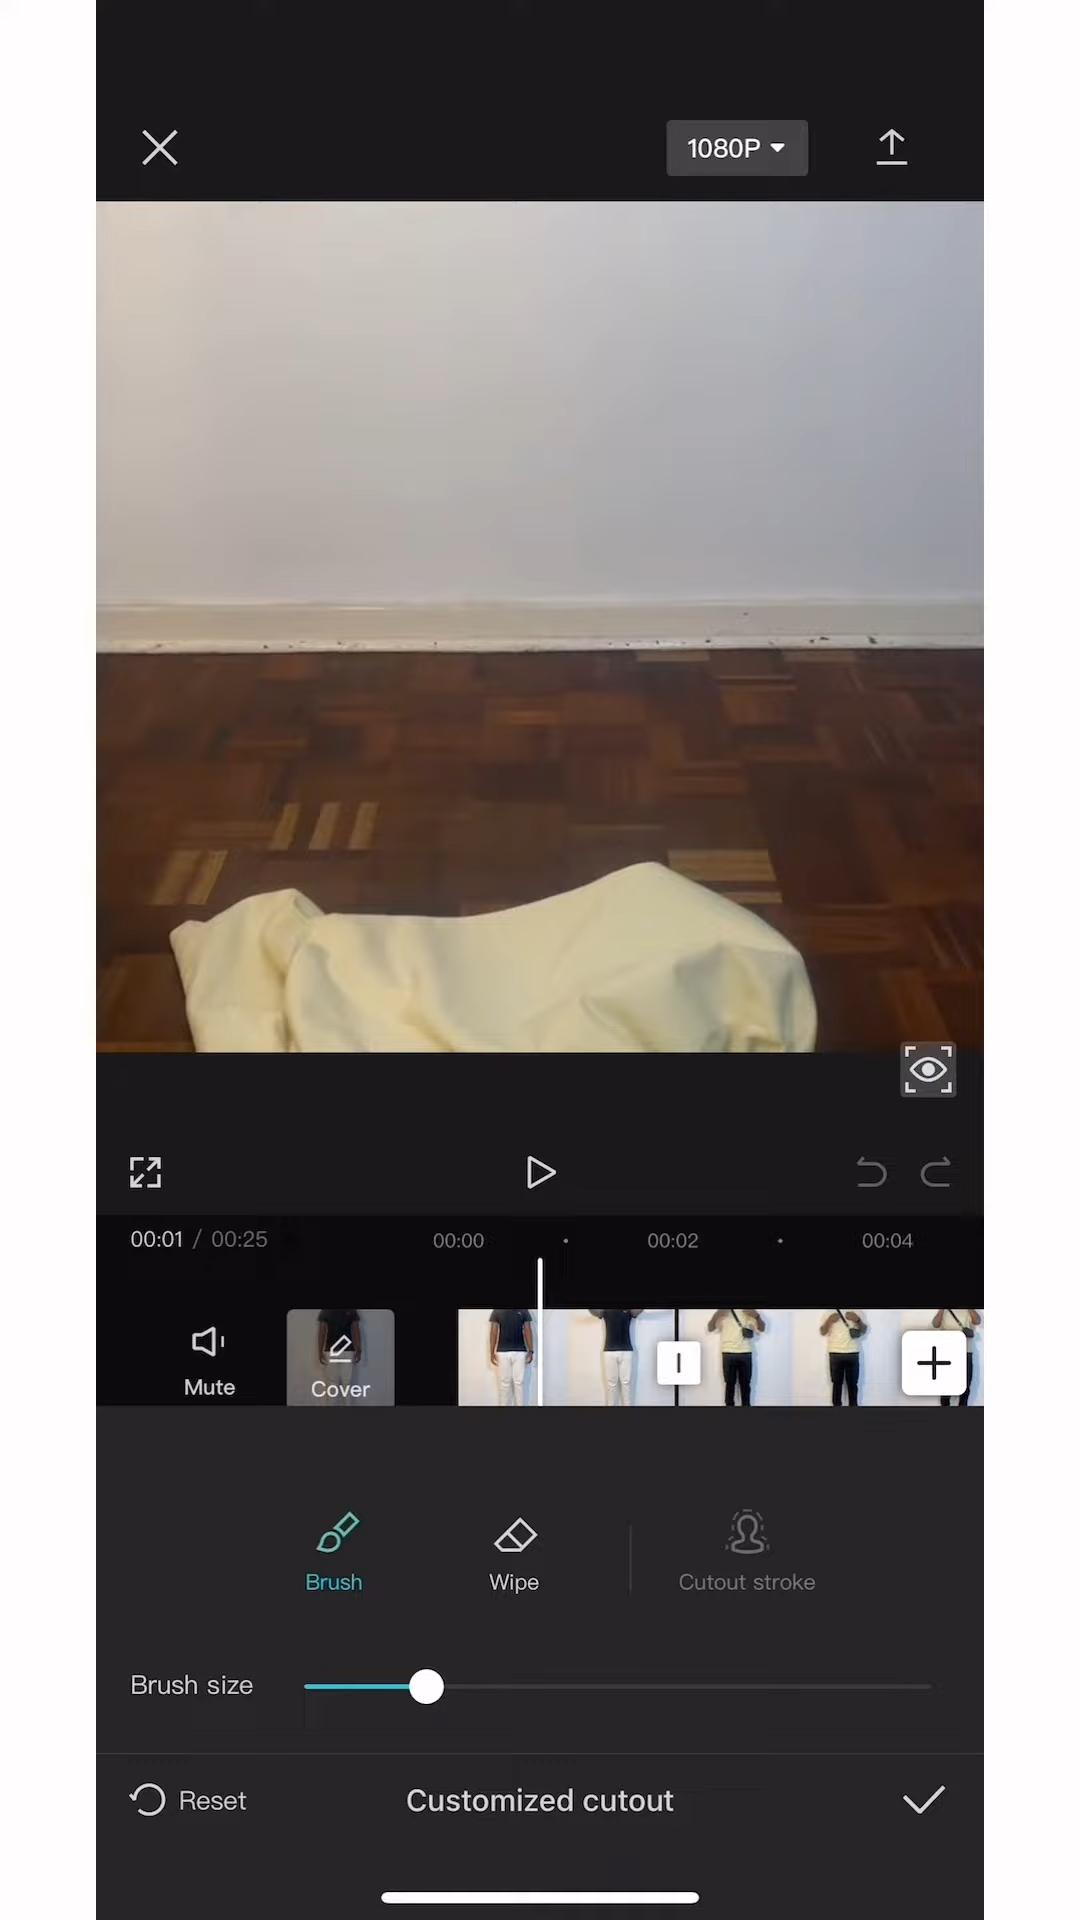 1080P
00:01 / 00:25
00:00
00:02
00:04
Mute
Cover
Brush
Wipe
Cutout stroke
Brush size
Reset
Customized cutout